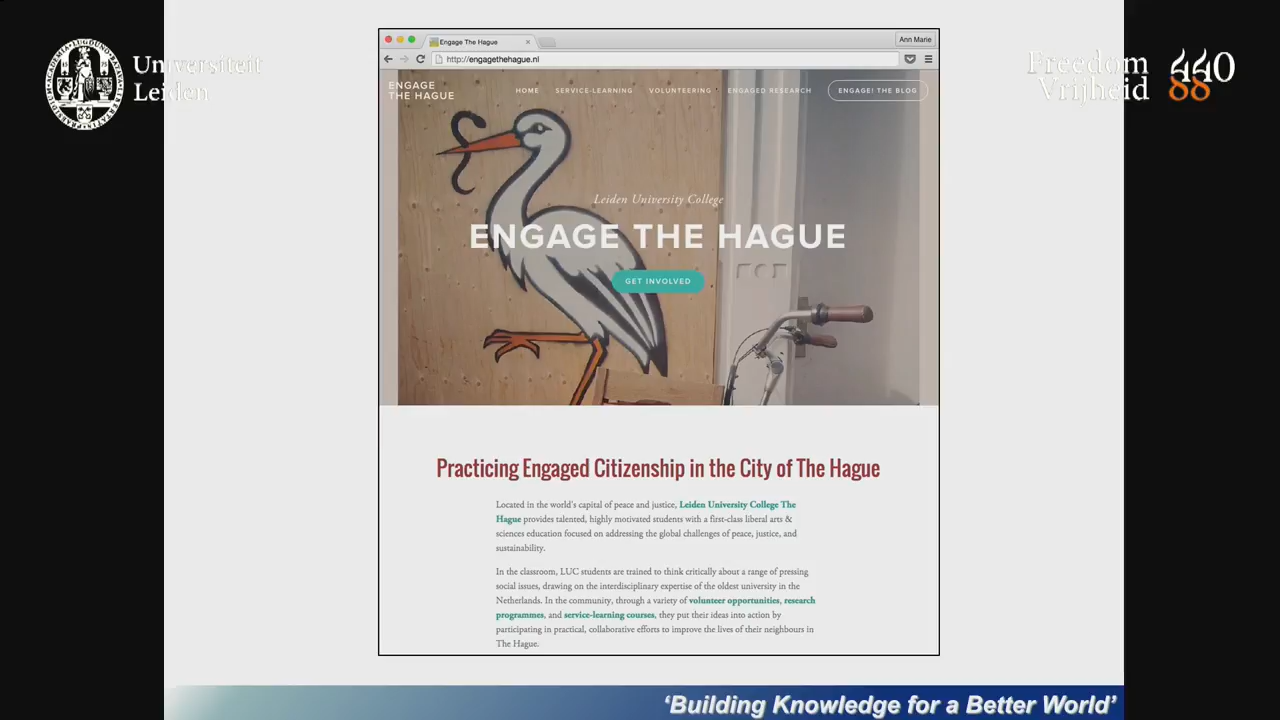 Universiteit
Leiden
Freedom
Vrijheid
440
88
Engage The Hague
Ann Marie
http://engagethehague.nl
ENGAGE
THE HAGUE
HOME SERVICE-LEARNING VOLUNTEERING ENGAGED RESEARCH ENGAGE! THE BLOG
Leiden University College
ENGAGE THE HAGUE
GET INVOLVED
Practicing Engaged Citizenship in the City of The Hague
Located in the world's capital of peace and justice, Leiden University College The
Hague provides talented, highly motivated students with a first-class liberal arts &
sciences education focused on addressing the global challenges of peace, justice, and
sustainability.
In the classroom, LUC students are trained to think critically about a range of pressing
social issues, drawing on the interdisciplinary expertise of the oldest university in the
Netherlands. In the community, through a variety of volunteer opportunities, research
programmes, and service-learning courses, they put their ideas into action by
participating in practical, collaborative efforts to improve the lives of their neighbours in
The Hague.
'Building Knowledge for a Better World'